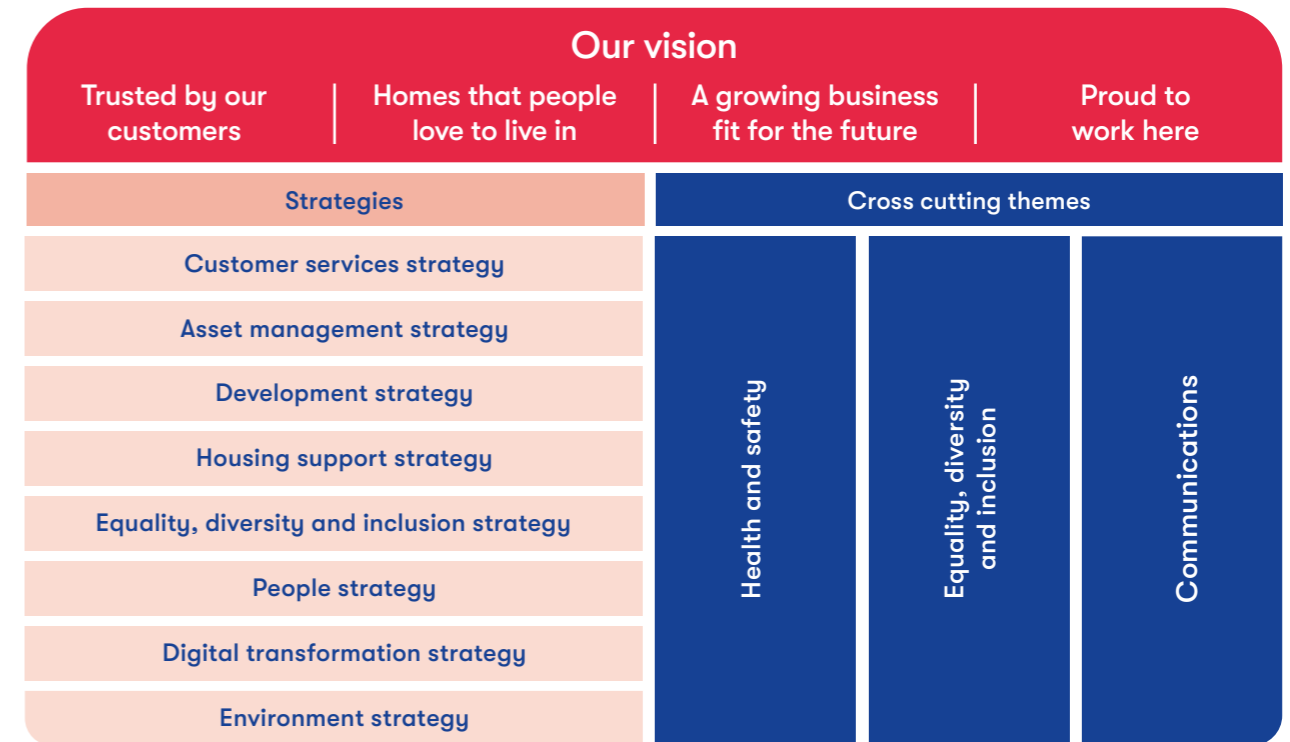 Our vision
Trusted by our
customers
Homes that people
love to live in
A growing business
fit for the future
Proud to
work here
Strategies
Customer services strategy
Asset management strategy
Development strategy
Housing support strategy
Equality, diversity and inclusion strategy
People strategy
Digital transformation strategy
Environment strategy
Cross cutting themes
Health and safety
Equality, diversity
and inclusion
Communications